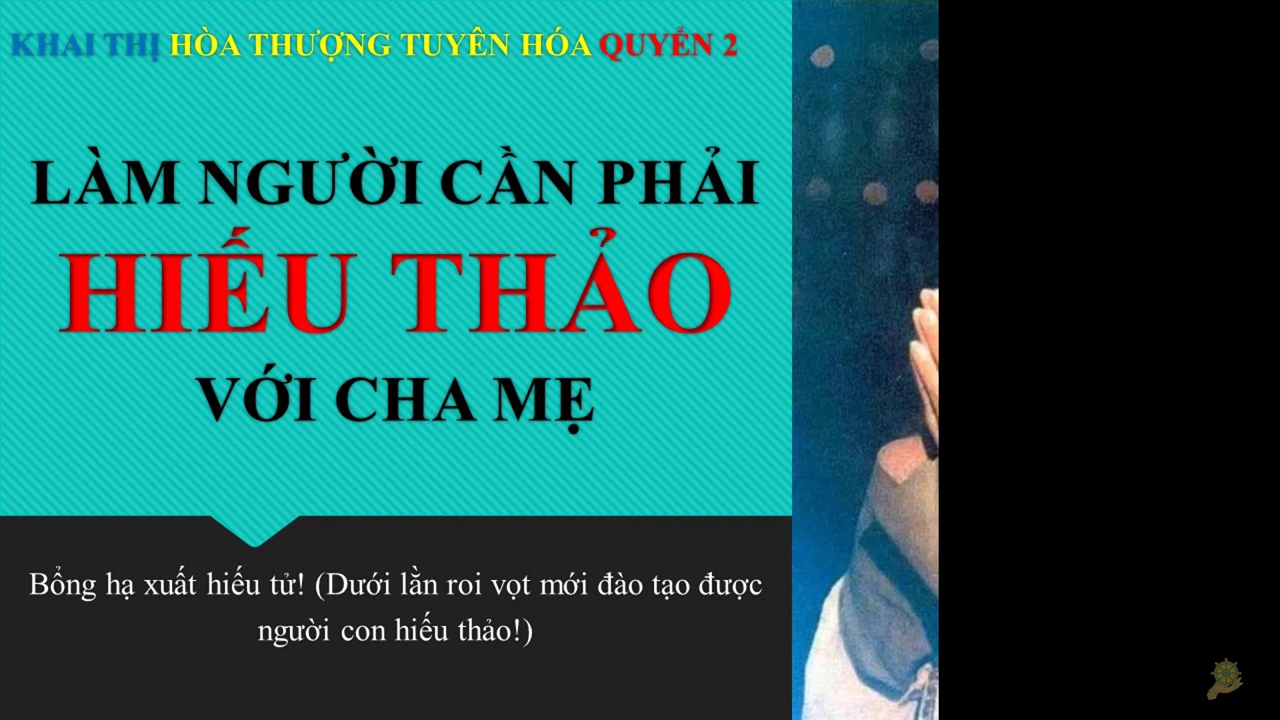 KHAI THỊ HÒA THƯỢNG TUYÊN HÓA QUYỂN 2
LÀM NGƯỜI CẦN PHẢI
HIẾU THẢO
VỚI CHA MẸ
Bổng hạ xuất hiếu tử! (Dưới lằn roi vọt mới đào tạo được
người con hiếu thảo!)